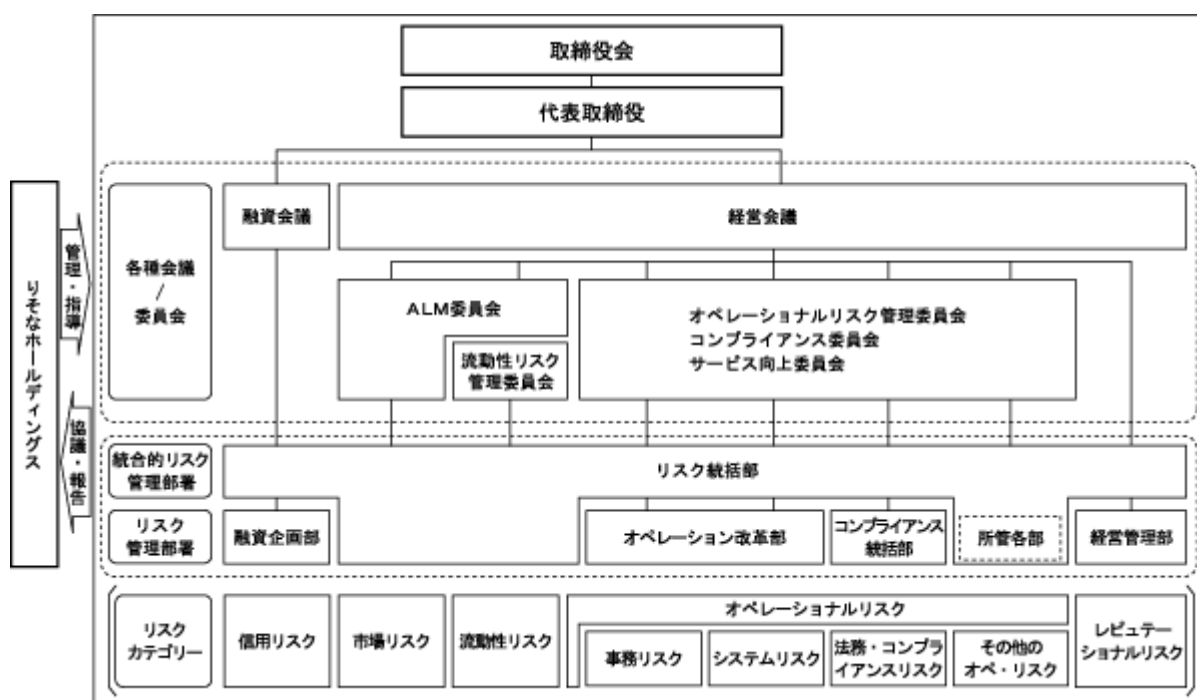 取締役会
代表取締役
りそなホールディングス
管理・指導
協議・報告
各種会議
/
委員会
融資会議
経営会議
ALM委員会
流動性リスク
管理委員会
オペレーショナルリスク管理委員会
コンプライアンス委員会
サービス向上委員会
統合的リスク
管理部署
リスク統括部
リスク
管理部署
融資企画部
オペレーション改革部
コンプライアンス
統括部
所管各部
経営管理部
リスク
カテゴリー
信用リスク
市場リスク
流動性リスク
オペレーショナルリスク
事務リスク
システムリスク
法務・コンプラ
イアンスリスク
その他の
オペ・リスク
レピュテー
ショナルリスク